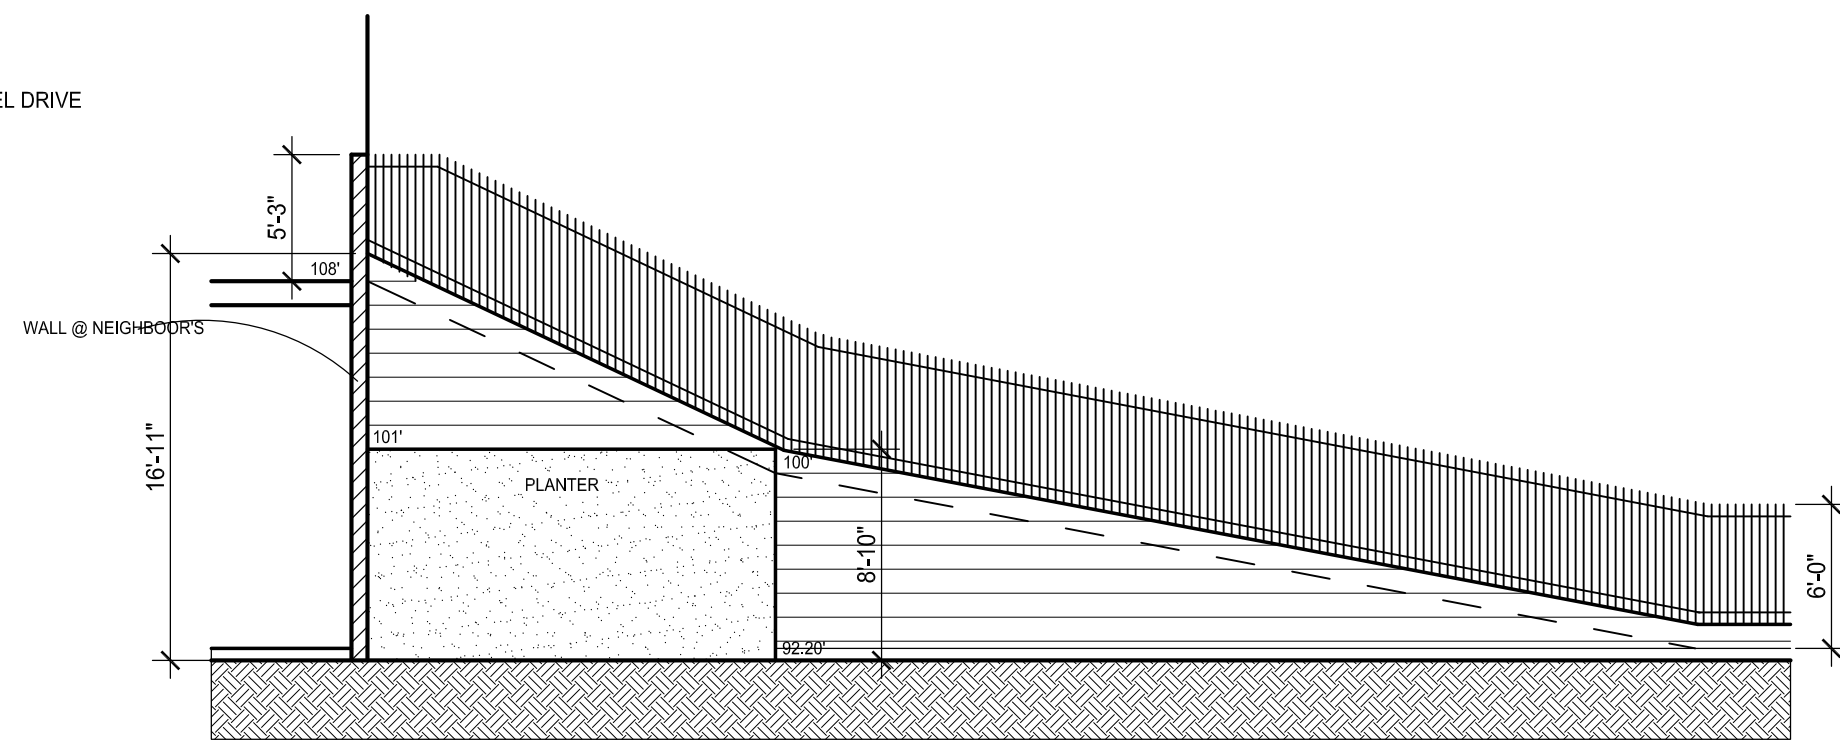 EL DRIVE
5'-3"
108'
WALL @ NEIGHBOOR'S
16'-11"
101'
100'
PLANTER
8'-10"
6'-0"
92.20'